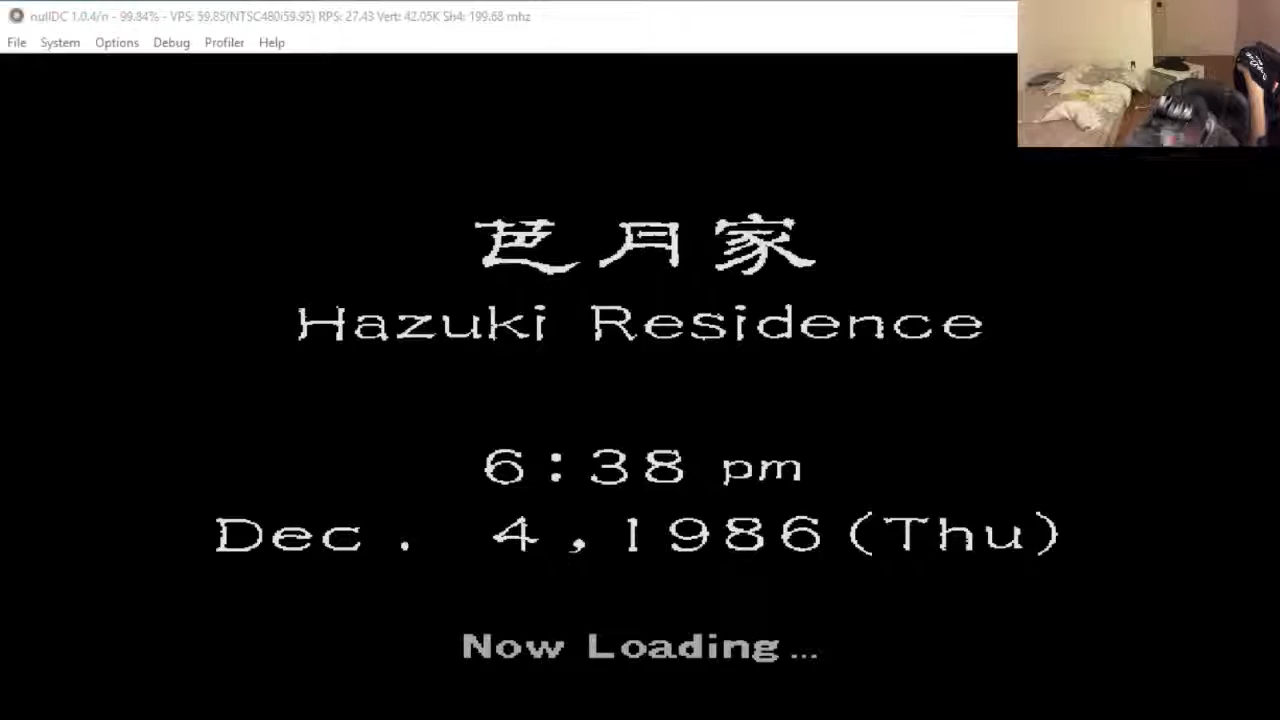 nullDC 1.0.4/n - 99.84% - VPS: 59.85(NTSC480i59.95) RPS: 27.43 Vert: 42.05K Sh4: 199.68 mhz
File System Options Debug Profiler Help
芭月家
Hazuki Residence
6:38 pm
Dec. 4,1986(Thu)
Now Loading...